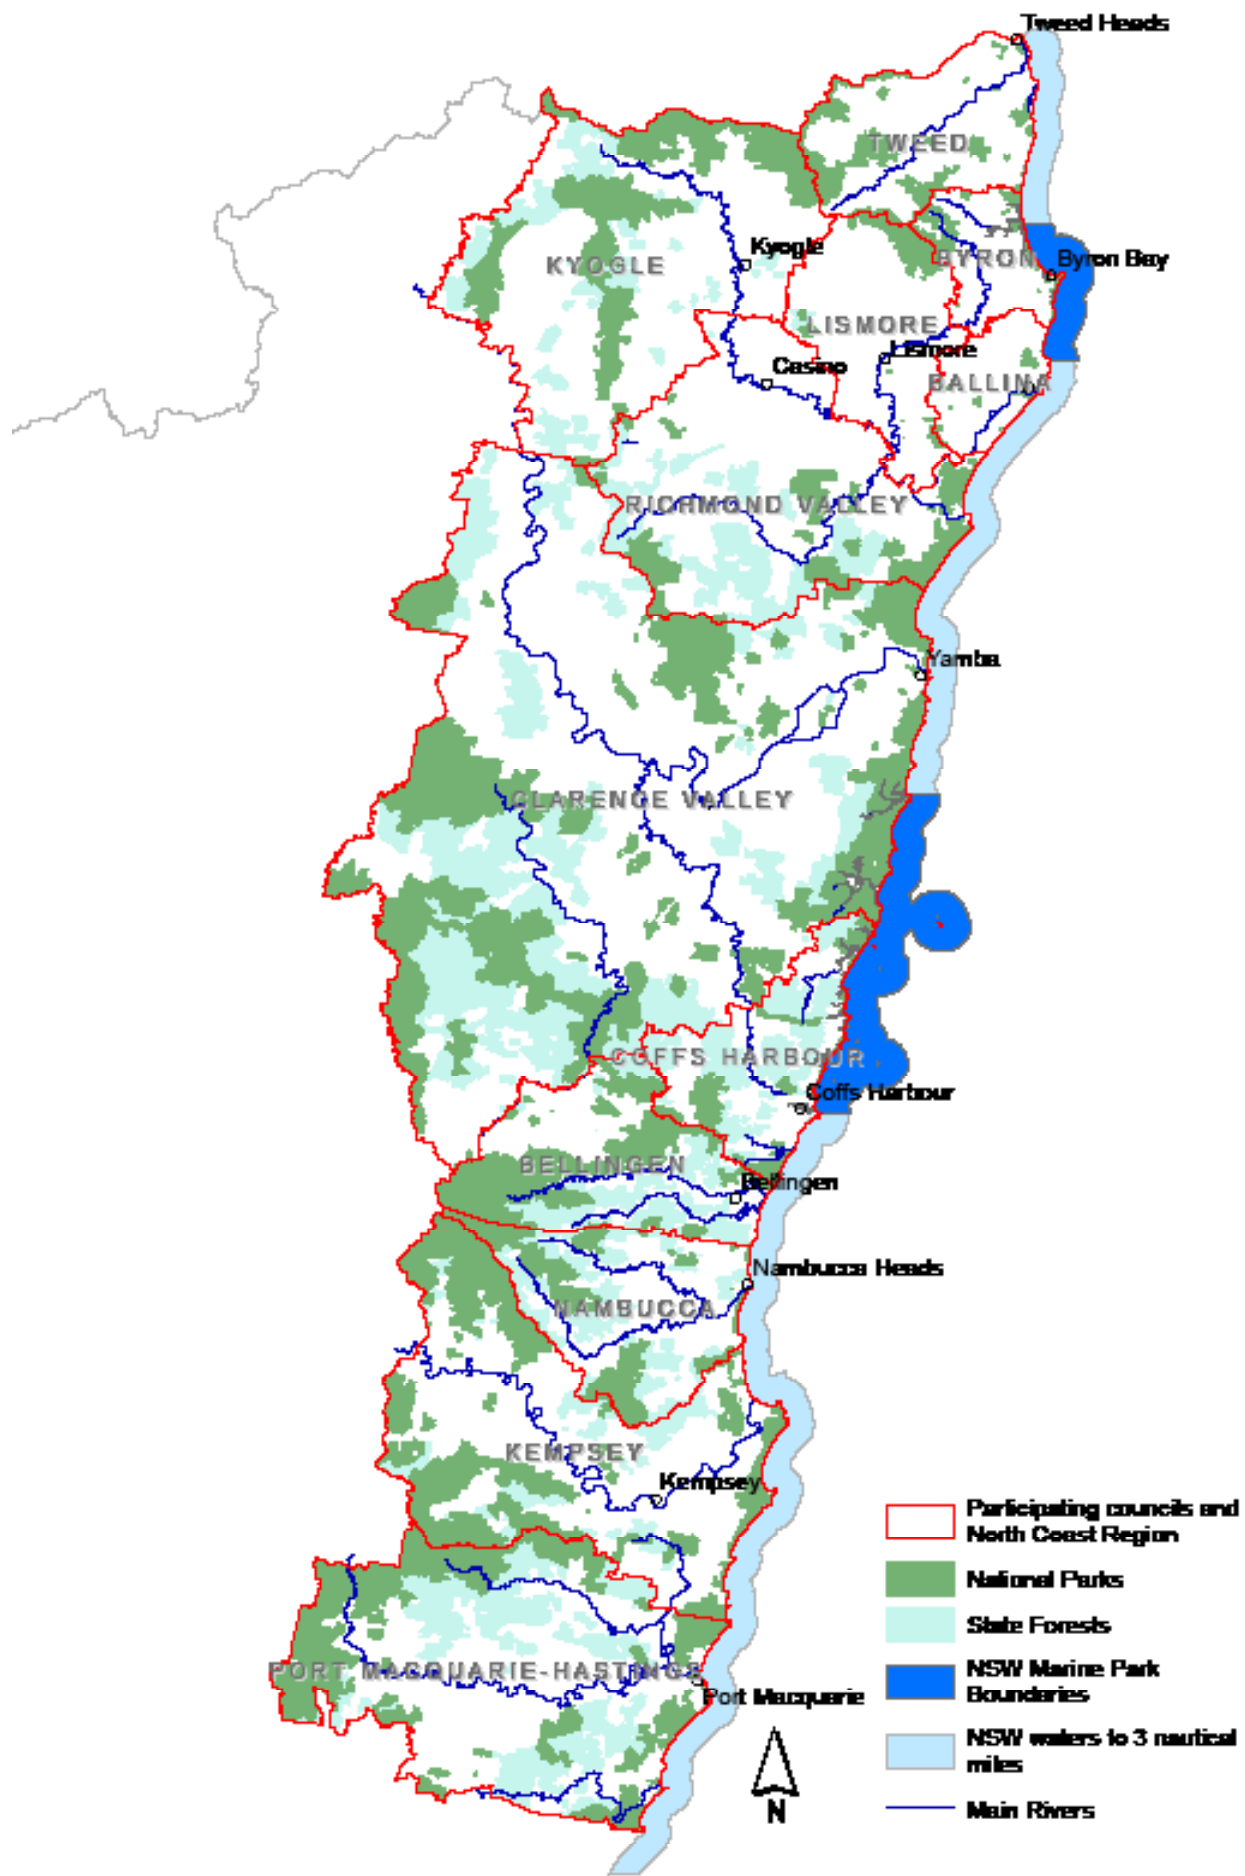 Tweed Heads
TWEED
Kyogle
KYOGLE
BYRON
Byron Bay
LISMORE
Lismore
Casino
BALLINA
RICHMOND VALLEY
Yamba
CLARENCE VALLEY
COFFS HARBOUR
Coffs Harbour
BELLINGEN
Bellingen
Nambucca Heads
NAMBUCCA
KEMPSEY
Kempsey
Participating councils and
North Coast Region
National Parks
State Forests
NSW Marine Park
Boundaries
PORT MACQUARIE-HASTINGS
Port Macquarie
NSW waters to 3 nautical
miles
Main Rivers
N